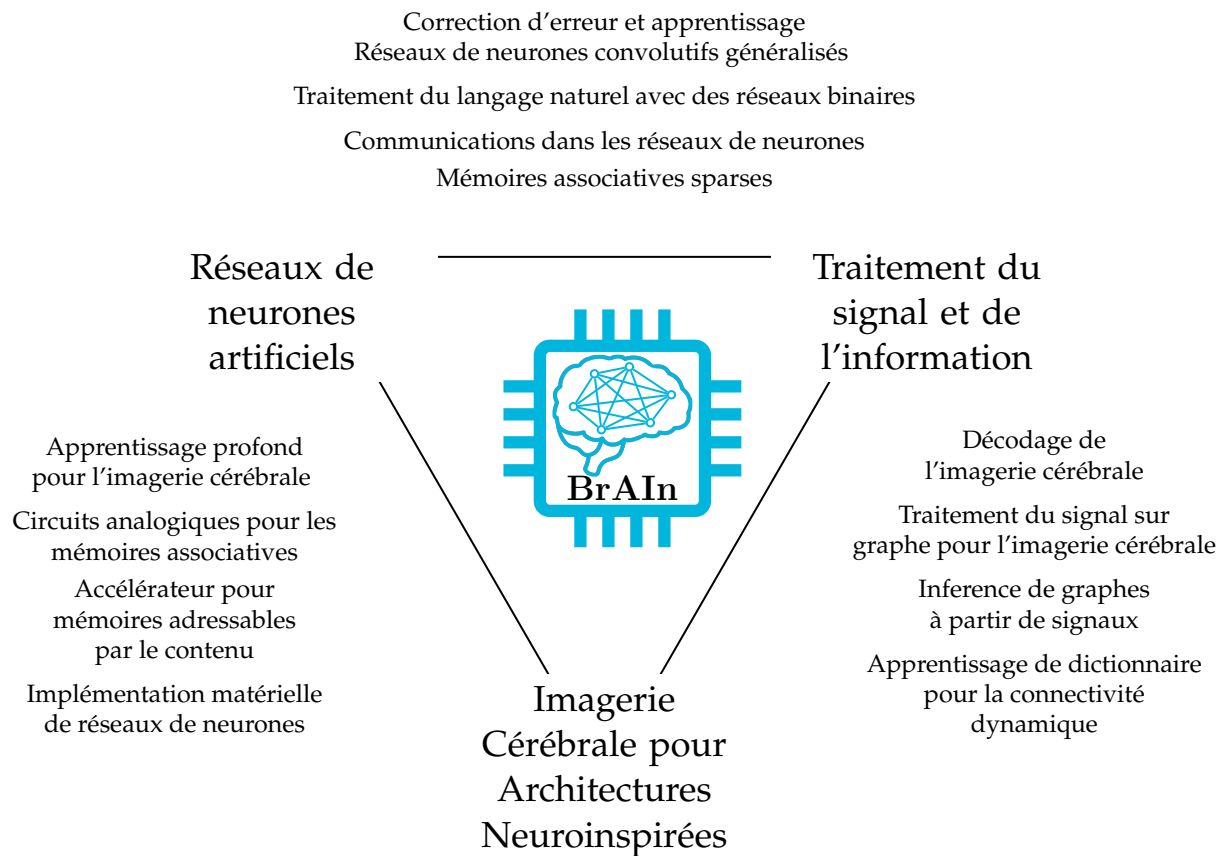 Correction d'erreur et apprentissage
Réseaux de neurones convolutifs généralisés
Traitement du langage naturel avec des réseaux binaires
Communications dans les réseaux de neurones
Mémoires associatives sparses
Réseaux de
neurones
artificiels
Traitement du
signal et de
l'information
BrAIn
Apprentissage profond
pour l'imagerie cérébrale
Circuits analogiques pour les
mémoires associatives
Accélérateur pour
mémoires adressables
par le contenu
Implémentation matérielle
de réseaux de neurones
Décodage de
l'imagerie cérébrale
Traitement du signal sur
graphe pour l'imagerie cérébrale
Inference de graphes
à partir de signaux
Apprentissage de dictionnaire
pour la connectivité
dynamique
Imagerie
Cérébrale pour
Architectures
Neuroinspirées